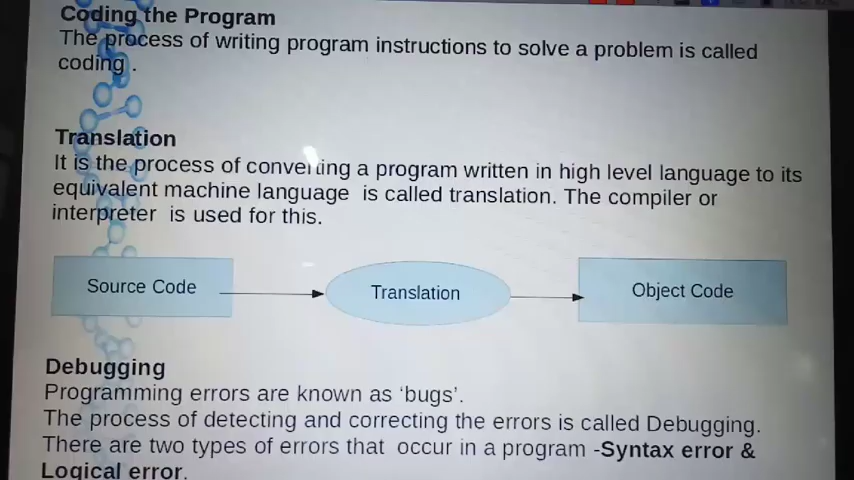 Coding the Program
The process of writing program instructions to solve a problem is called
coding .
Translation
It is the process of converting a program written in high level language to its
equivalent machine language is called translation. The compiler or
interpreter is used for this.
Source Code
Translation
Object Code
Debugging
Programming errors are known as ‘bugs’.
The process of detecting and correcting the errors is called Debugging.
There are two types of errors that occur in a program -Syntax error &
Logical error.